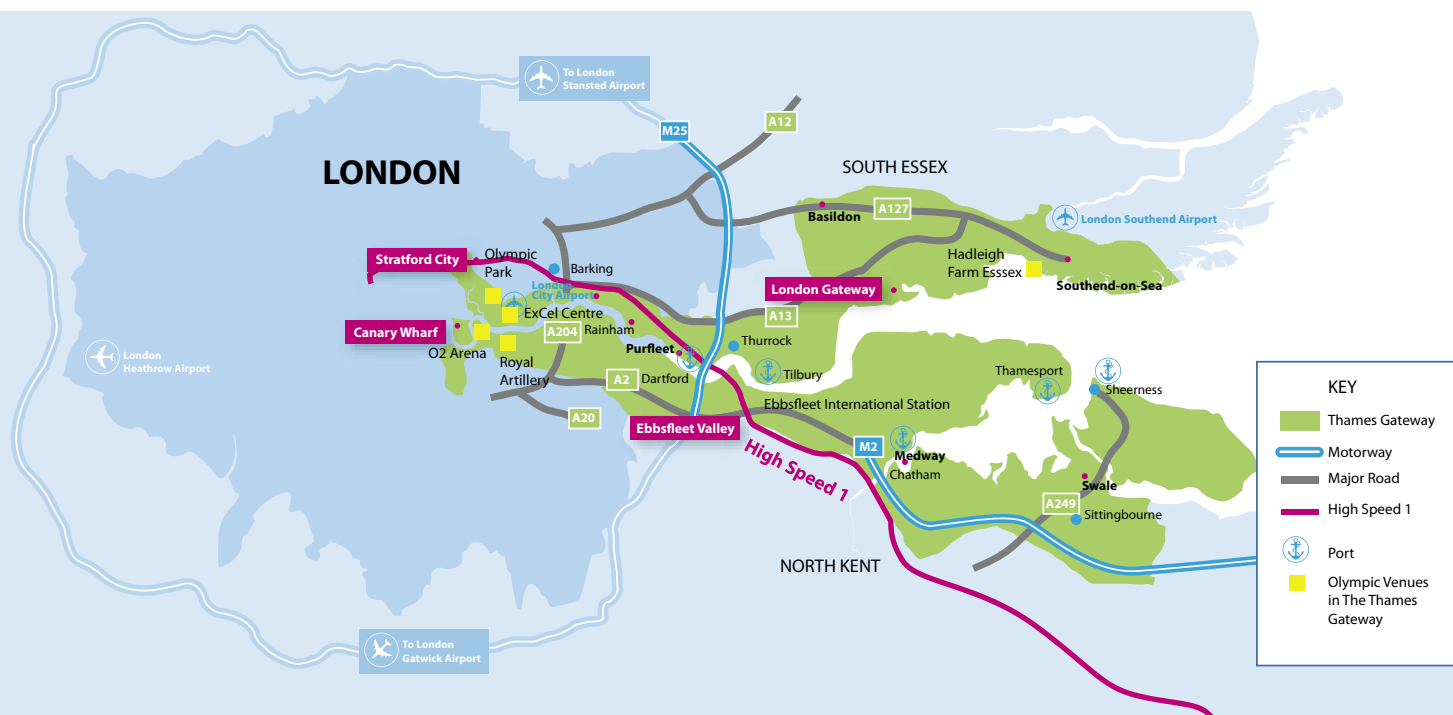 To London
Stansted Airport
M25
A12
LONDON
SOUTH ESSEX
Basildon
A127
London Southend Airport
Stratford City
Olympic
Park
Barking
Hadleigh
Farm Esssex
London
City Airport
London Gateway
Southend-on-Sea
ExCel Centre
A13
Canary Wharf
A204
Rainham
Purfleet
Thurrock
O2 Arena
London
Heathrow Airport
Royal
Artillery
A2
Dartford
Tilbury
Thamesport
Sheerness
Ebbsfleet International Station
A20
Ebbsfleet Valley
High Speed 1
M2
Medway
Chatham
Swale
A249
Sittingbourne
NORTH KENT
To London
Gatwick Airport
KEY
Thames Gateway
Motorway
Major Road
High Speed 1
Port
Olympic Venues
in The Thames
Gateway